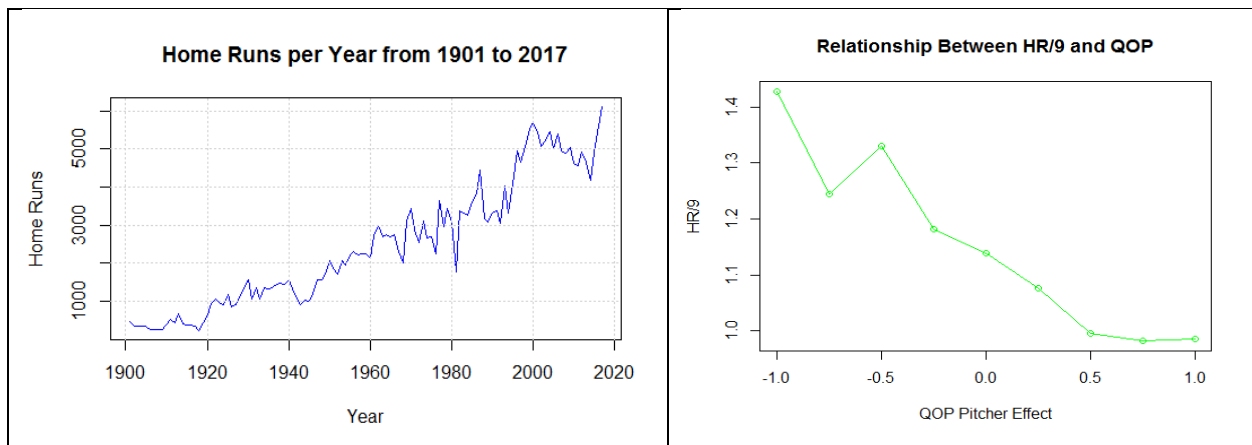 Home Runs per Year from 1901 to 2017
Home Runs
5000
3000
1000
1900 1920 1940 1960 1980 2000 2020
Year
Relationship Between HR/9 and QOP
HR/9
1.4
1.3
1.2
1.1
1.0
-1.0 -0.5 0.0 0.5 1.0
QOP Pitcher Effect